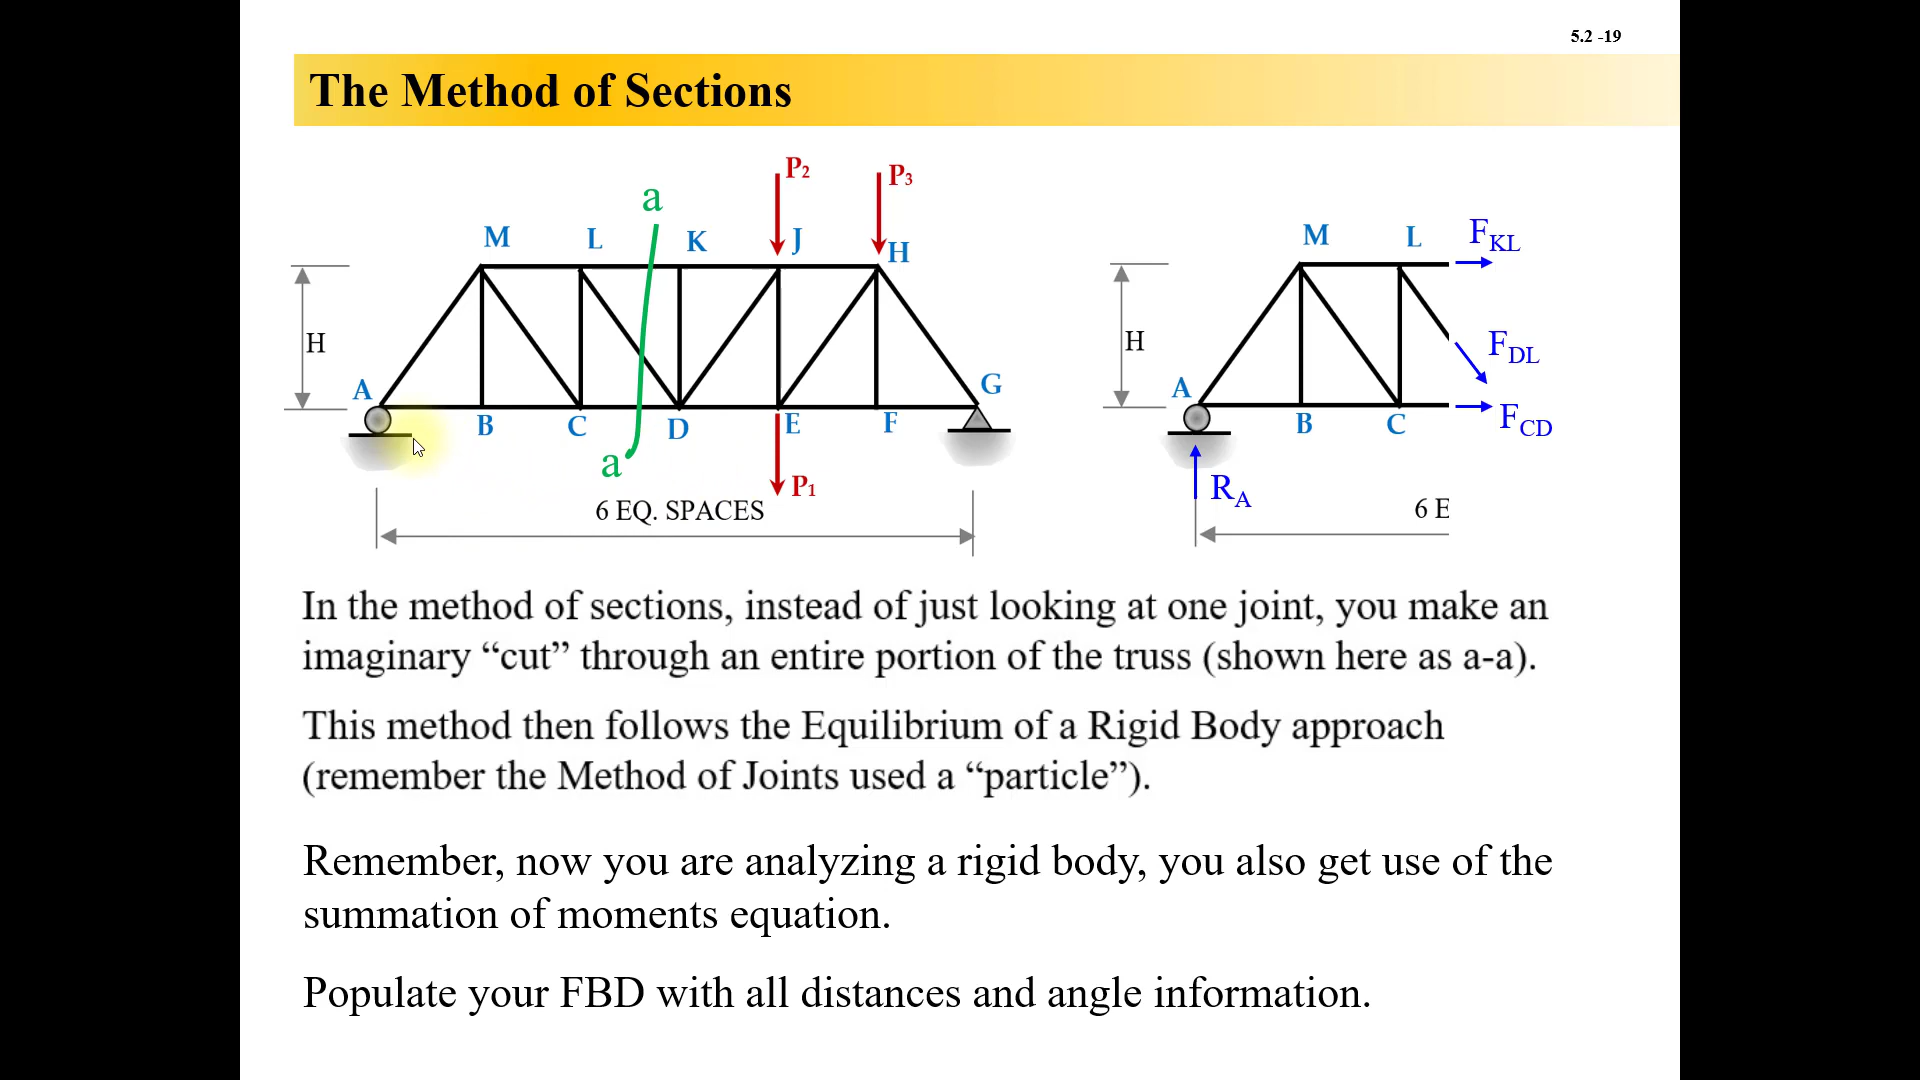 5.2 -19
The Method of Sections
P2
P3
a
M
L
K
J
H
H
A
G
B
C
D
E
F
a
P1
6 EQ. SPACES
M
L
FKL
H
FDL
A
B
C
FCD
RA
6 E
In the method of sections, instead of just looking at one joint, you make an
imaginary “cut” through an entire portion of the truss (shown here as a-a).
This method then follows the Equilibrium of a Rigid Body approach
(remember the Method of Joints used a “particle”).
Remember, now you are analyzing a rigid body, you also get use of the
summation of moments equation.
Populate your FBD with all distances and angle information.